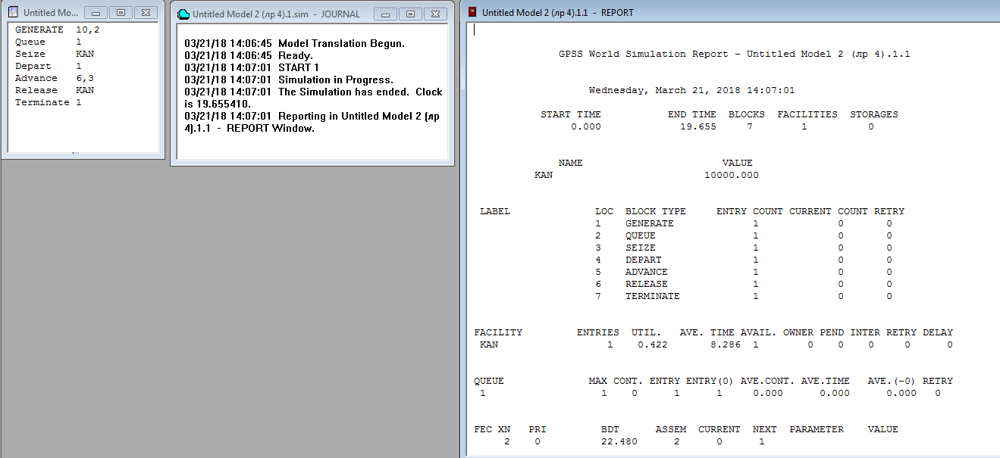 Untitled Mo...
GENERATE 10,2
Queue 1
Seize KAN
Depart 1
Advance 6,3
Release KAN
Terminate 1
Untitled Model 2 (лр 4).1.sim - JOURNAL
03/21/18 14:06:45 Model Translation Begun.
03/21/18 14:06:45 Ready.
03/21/18 14:07:01 START 1
03/21/18 14:07:01 Simulation in Progress.
03/21/18 14:07:01 The Simulation has ended. Clock
is 19.655410.
03/21/18 14:07:01 Reporting in Untitled Model 2 (лр
4).1.1 - REPORT Window.
Untitled Model 2 (лр 4).1.1 - REPORT
GPSS World Simulation Report - Untitled Model 2 (лр 4).1.1
Wednesday, March 21, 2018 14:07:01
START TIME END TIME BLOCKS FACILITIES STORAGES
0.000 19.655 7 1 0
NAME VALUE
KAN 10000.000
LABEL LOC BLOCK TYPE ENTRY COUNT CURRENT COUNT RETRY
1 GENERATE 1 0 0
2 QUEUE 1 0 0
3 SEIZE 1 0 0
4 DEPART 1 0 0
5 ADVANCE 1 0 0
6 RELEASE 1 0 0
7 TERMINATE 1 0 0
FACILITY ENTRIES UTIL. AVE. TIME AVAIL. OWNER PEND INTER RETRY DELAY
KAN 1 0.422 8.286 1 0 0 0 0 0
QUEUE MAX CONT. ENTRY ENTRY(0) AVE.CONT. AVE.TIME AVE.(-0) RETRY
1 1 0 1 1 0.000 0.000 0.000 0
FEC XN PRI BDT ASSEM CURRENT NEXT PARAMETER VALUE
2 0 22.480 2 0 1